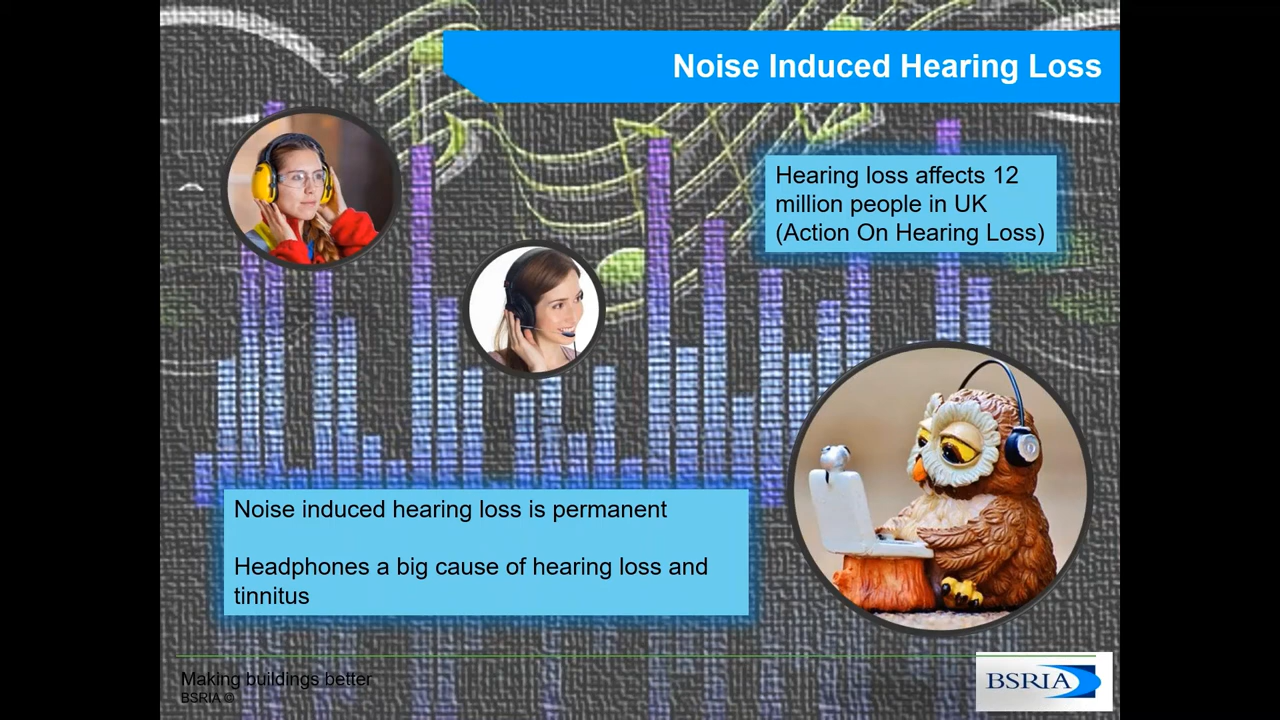 Noise Induced Hearing Loss
Hearing loss affects 12
million people in UK
(Action On Hearing Loss)
Noise induced hearing loss is permanent
Headphones a big cause of hearing loss and
tinnitus
Making buildings better
BSRIA ©
BSRIA